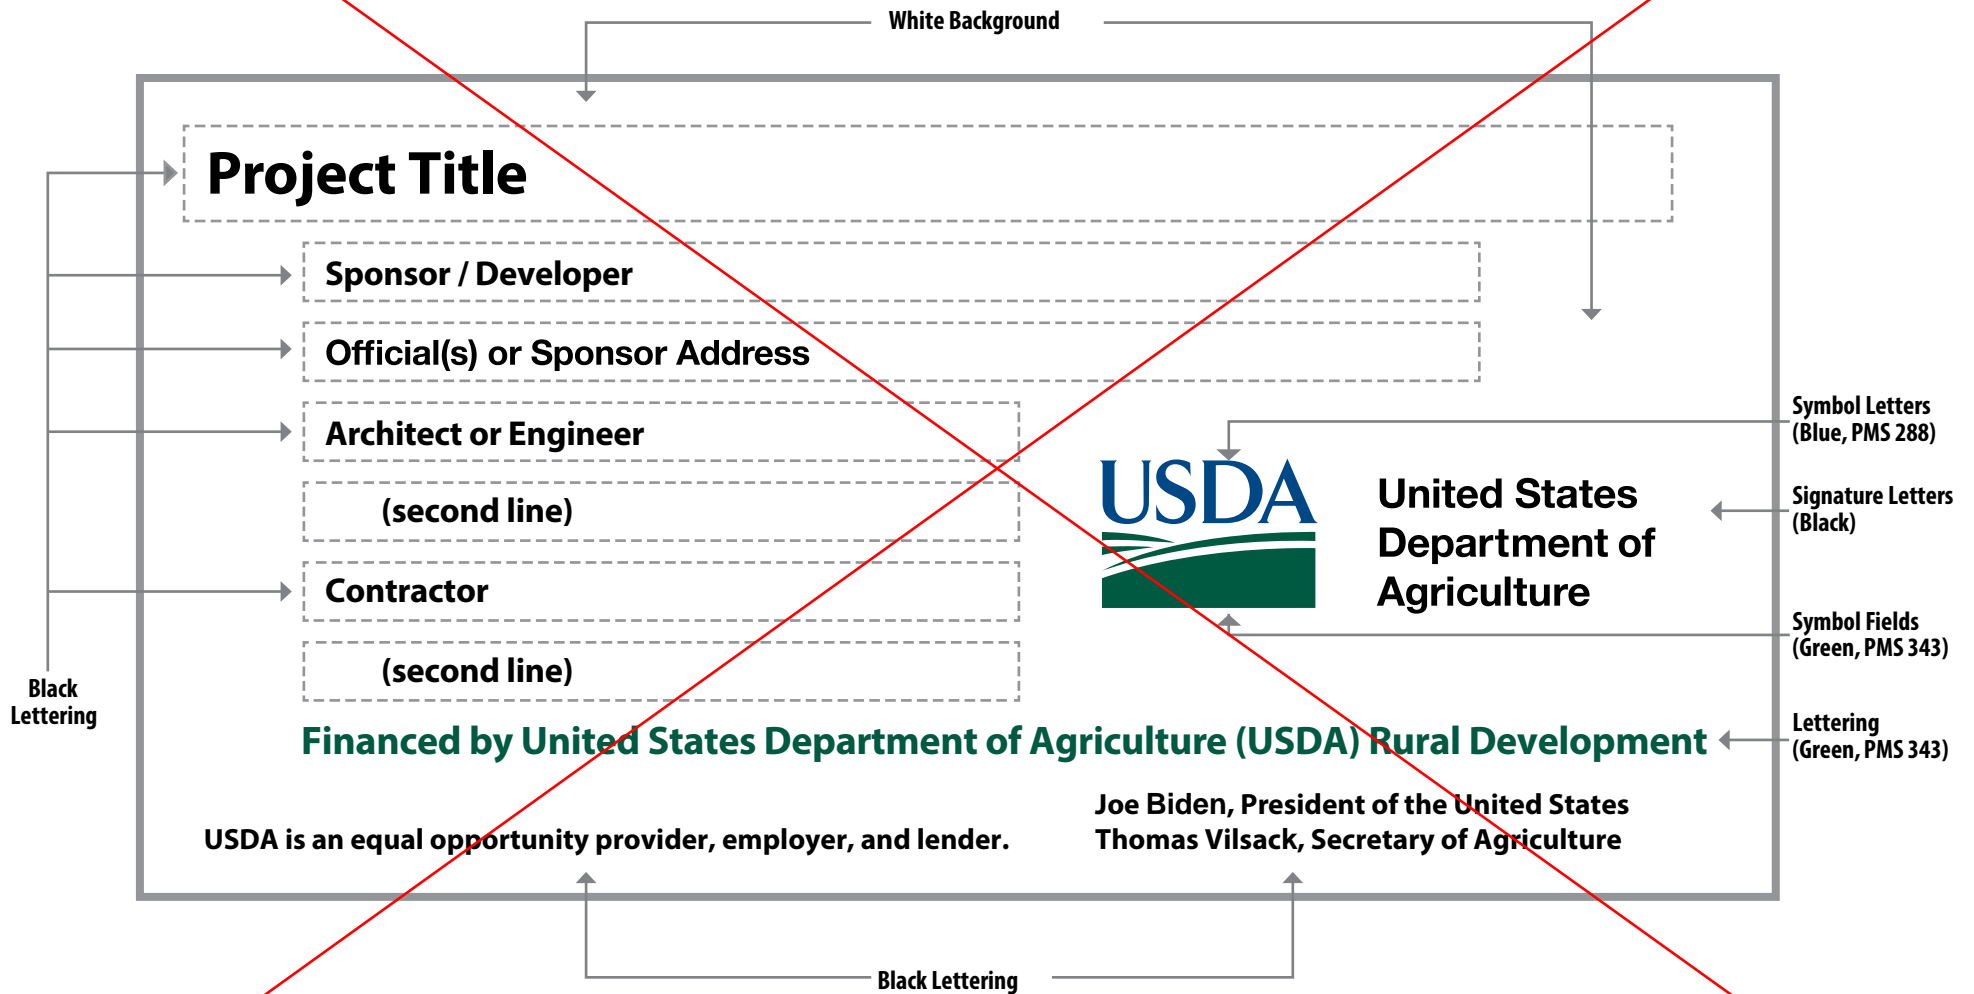 White Background
Project Title
Sponsor / Developer
Official(s) or Sponsor Address
Architect or Engineer
(second line)
Contractor
(second line)
USDA
United States
Department of
Agriculture
Symbol Letters
(Blue, PMS 288)
Signature Letters
(Black)
Symbol Fields
(Green, PMS 343)
Black
Lettering
Financed by United States Department of Agriculture (USDA) Rural Development
Lettering
(Green, PMS 343)
USDA is an equal opportunity provider, employer, and lender.
Joe Biden, President of the United States
Thomas Vilsack, Secretary of Agriculture
Black Lettering